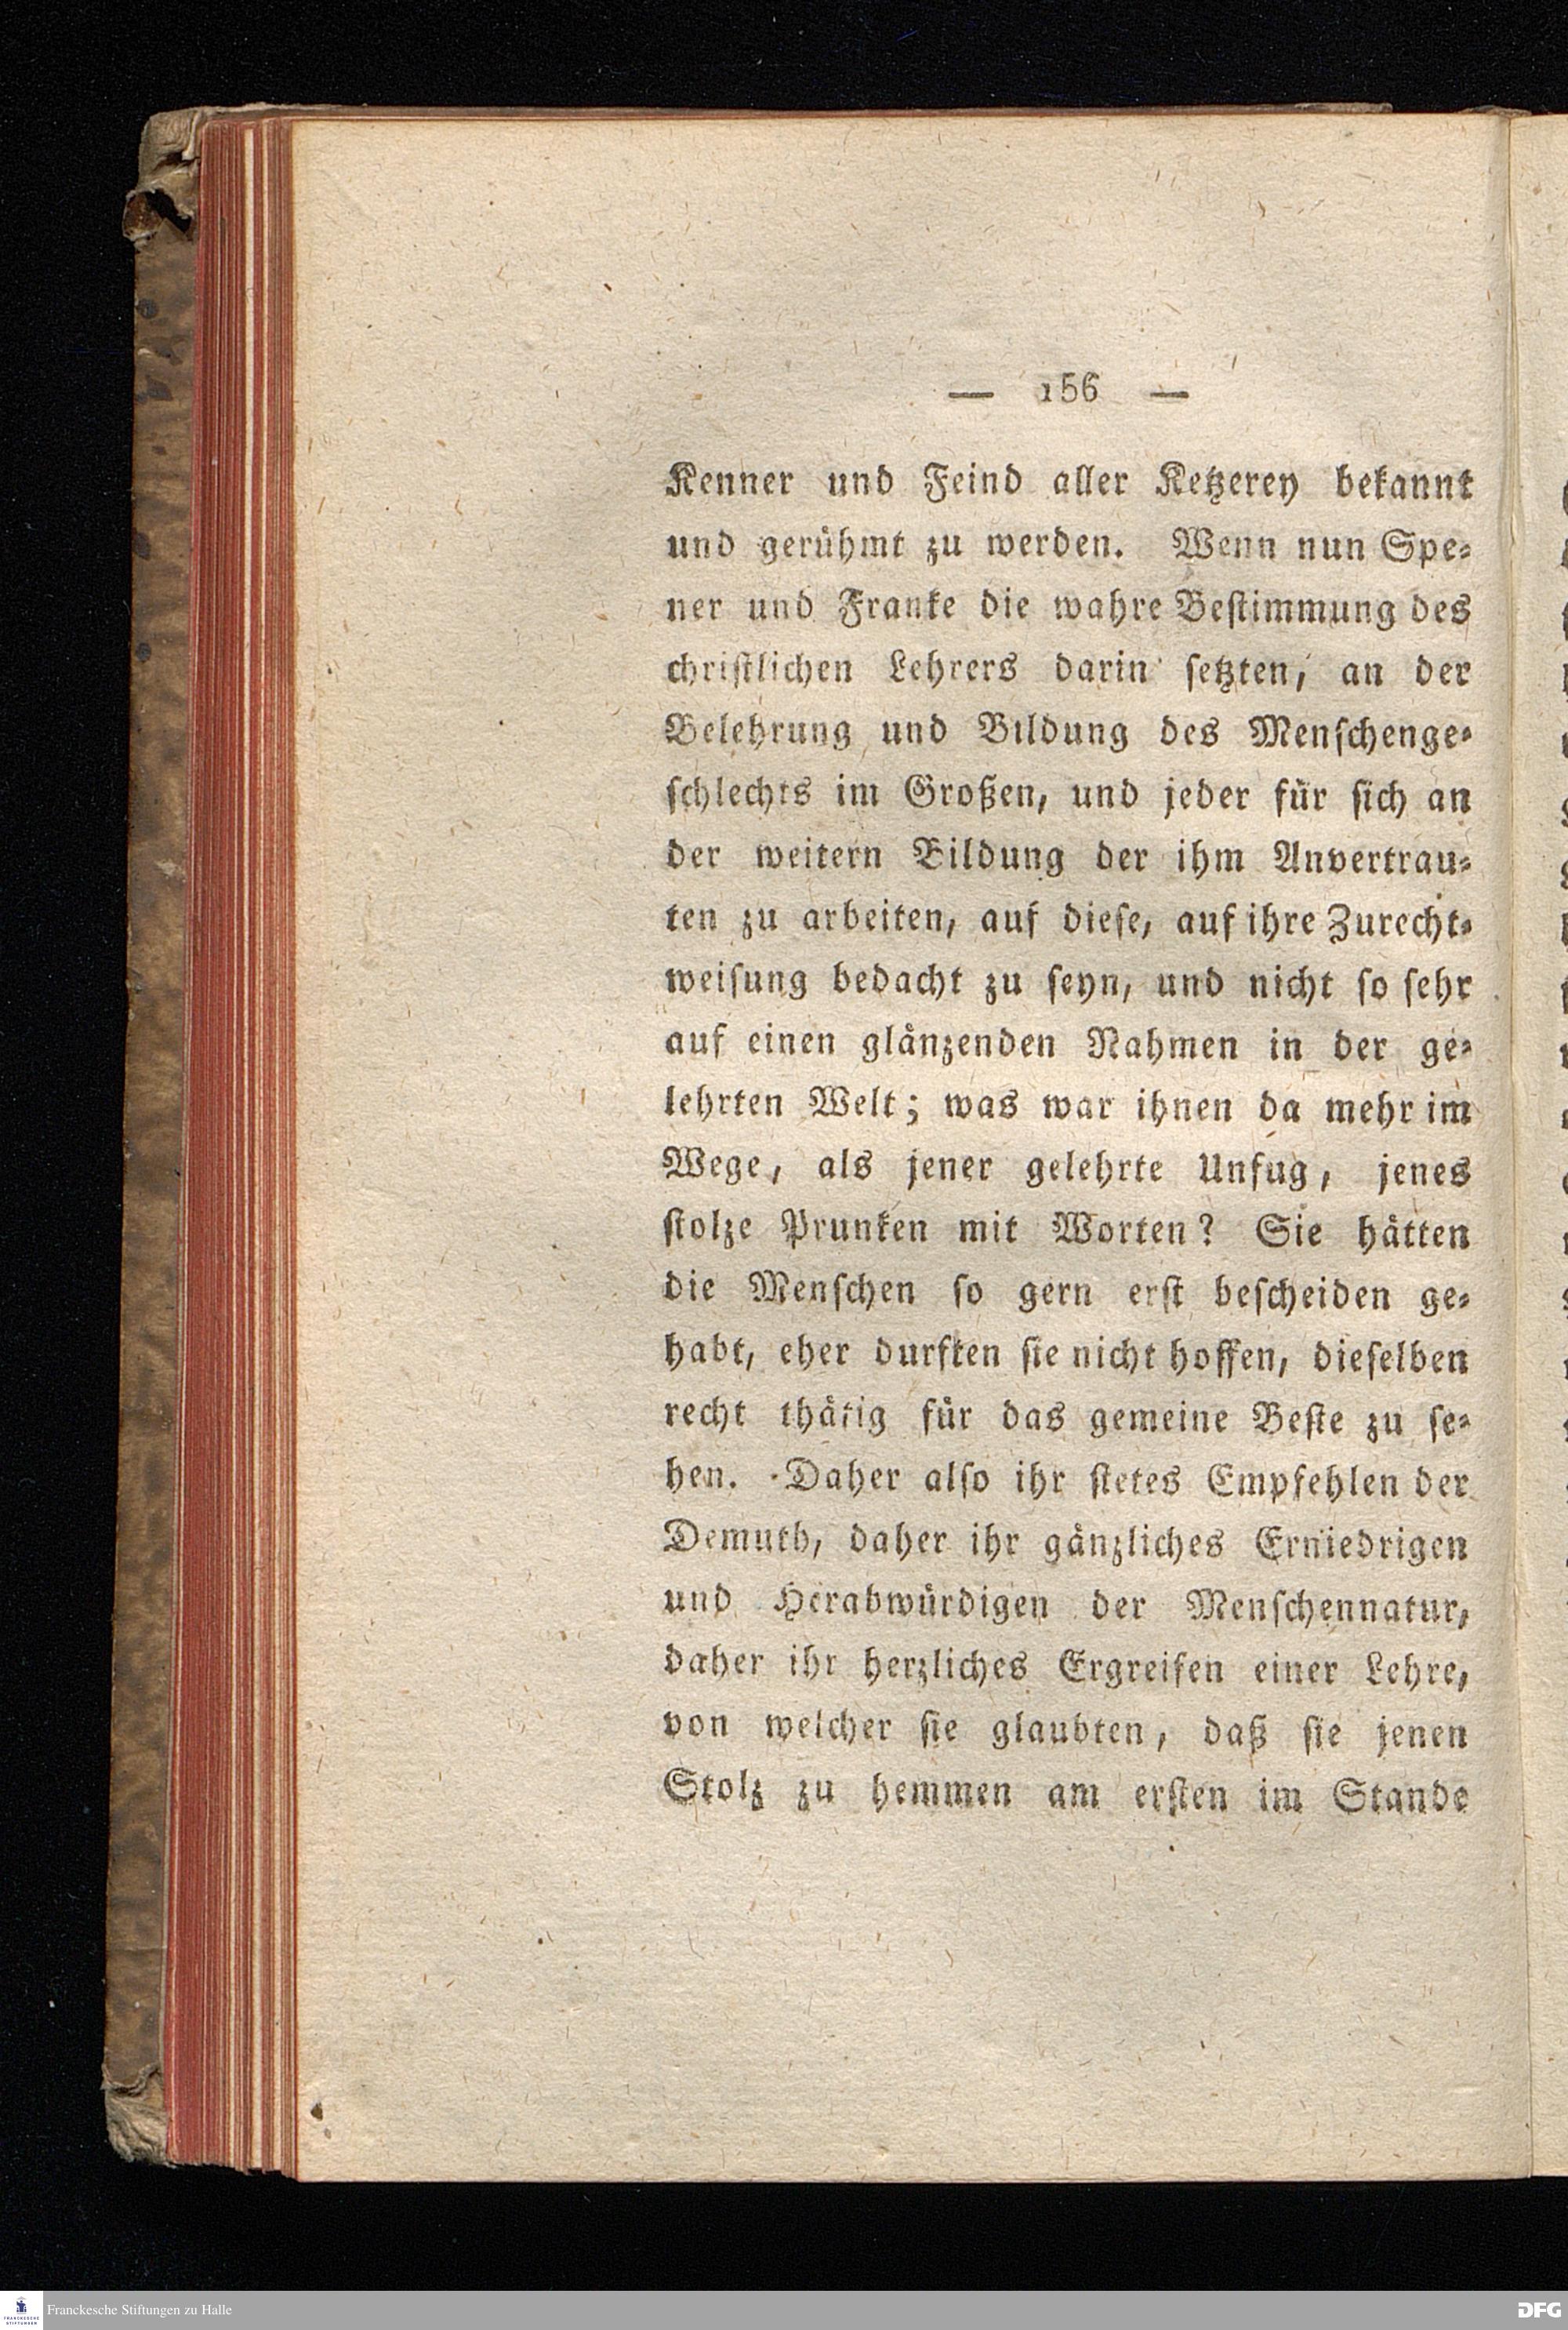 — 156 —
Kenner und Feind aller Ketzerey bekannt
und gerühmt zu werden. Wenn nun Spe-
ner und Franke die wahre Bestimmung des
christlichen Lehrers darin setzten, an der
Belehrung und Bildung des Menschenge-
schlechts im Großen, und jeder für sich an
der weitern Bildung der ihm Anvertrau-
ten zu arbeiten, auf diese, auf ihre Zurecht-
weisung bedacht zu seyn, und nicht so sehr
auf einen glänzenden Nahmen in der ge-
lehrten Welt; was war ihnen da mehr im
Wege, als jener gelehrte Unfug, jenes
stolze Prunken mit Worten? Sie hätten
die Menschen so gern erst bescheiden ge-
habt, eher durften sie nicht hoffen, dieselben
recht thätig für das gemeine Beste zu se-
hen. Daher also ihr stetes Empfehlen der
Demuth, daher ihr gänzliches Erniedrigen
und Herabwürdigen der Menschennatur,
daher ihr herzliches Ergreifen einer Lehre,
von welcher sie glaubten, daß sie jenen
Stolz zu hemmen am ersten im Stande
FRANCKESCHE
STIFTUNGEN
Franckesche Stiftungen zu Halle
DFG